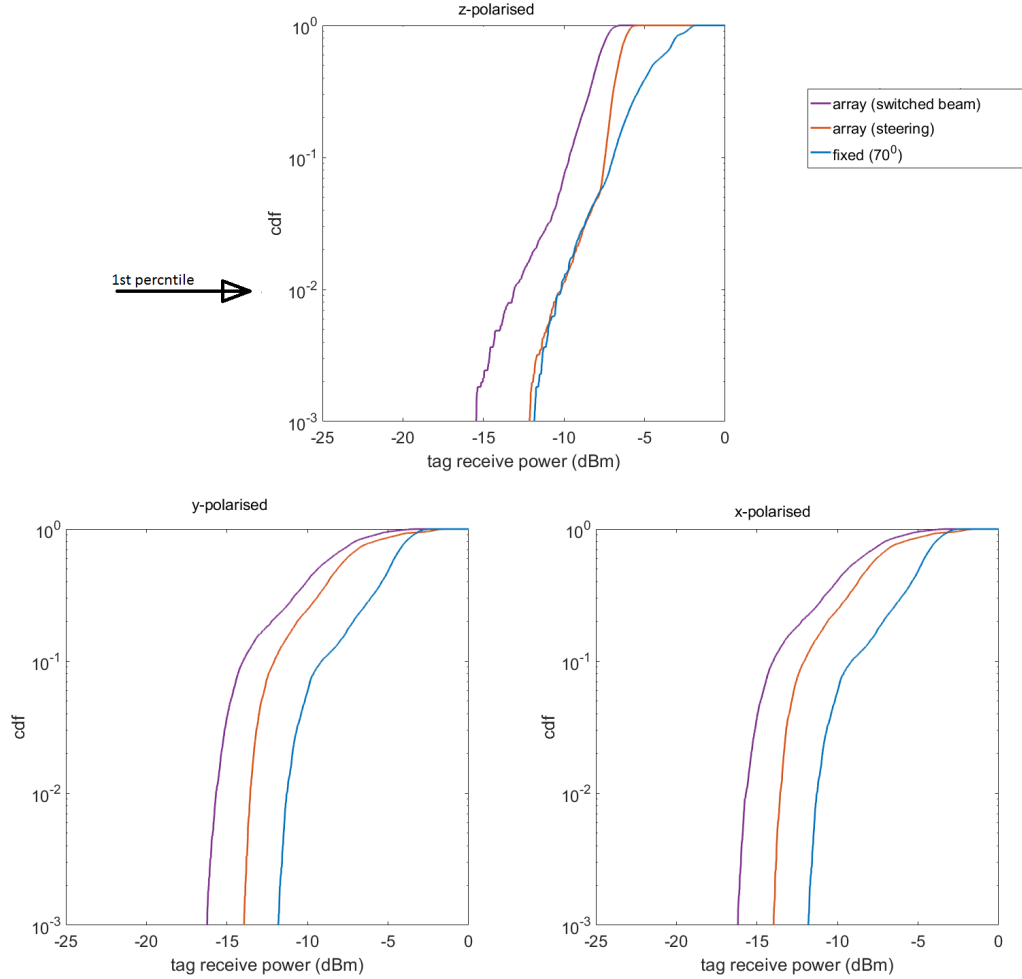 z-polarised
10^0
10^-1
10^-2
10^-3
cdf
-25 -20 -15 -10 -5 0
tag receive power (dBm)
array (switched beam)
array (steering)
fixed (70^0)
1st percntile
y-polarised
10^0
10^-1
10^-2
10^-3
cdf
-25 -20 -15 -10 -5 0
tag receive power (dBm)
x-polarised
10^0
10^-1
10^-2
10^-3
cdf
-25 -20 -15 -10 -5 0
tag receive power (dBm)